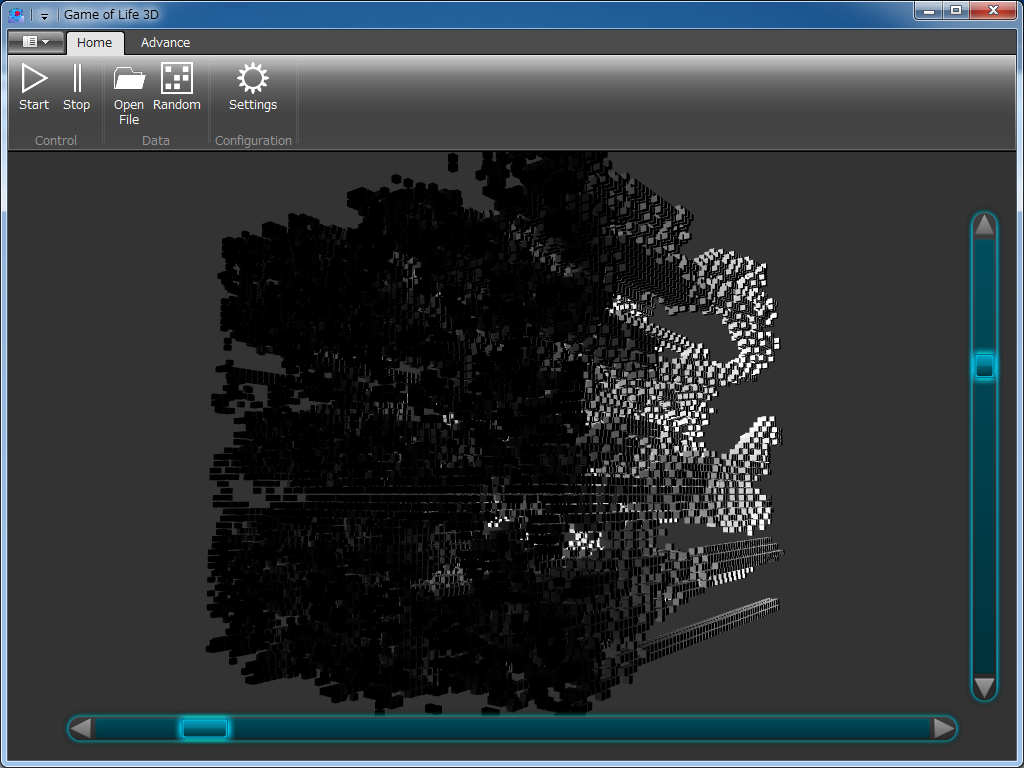 Game of Life 3D
Home Advance
Start Stop Open File Random Settings
Control Data Configuration